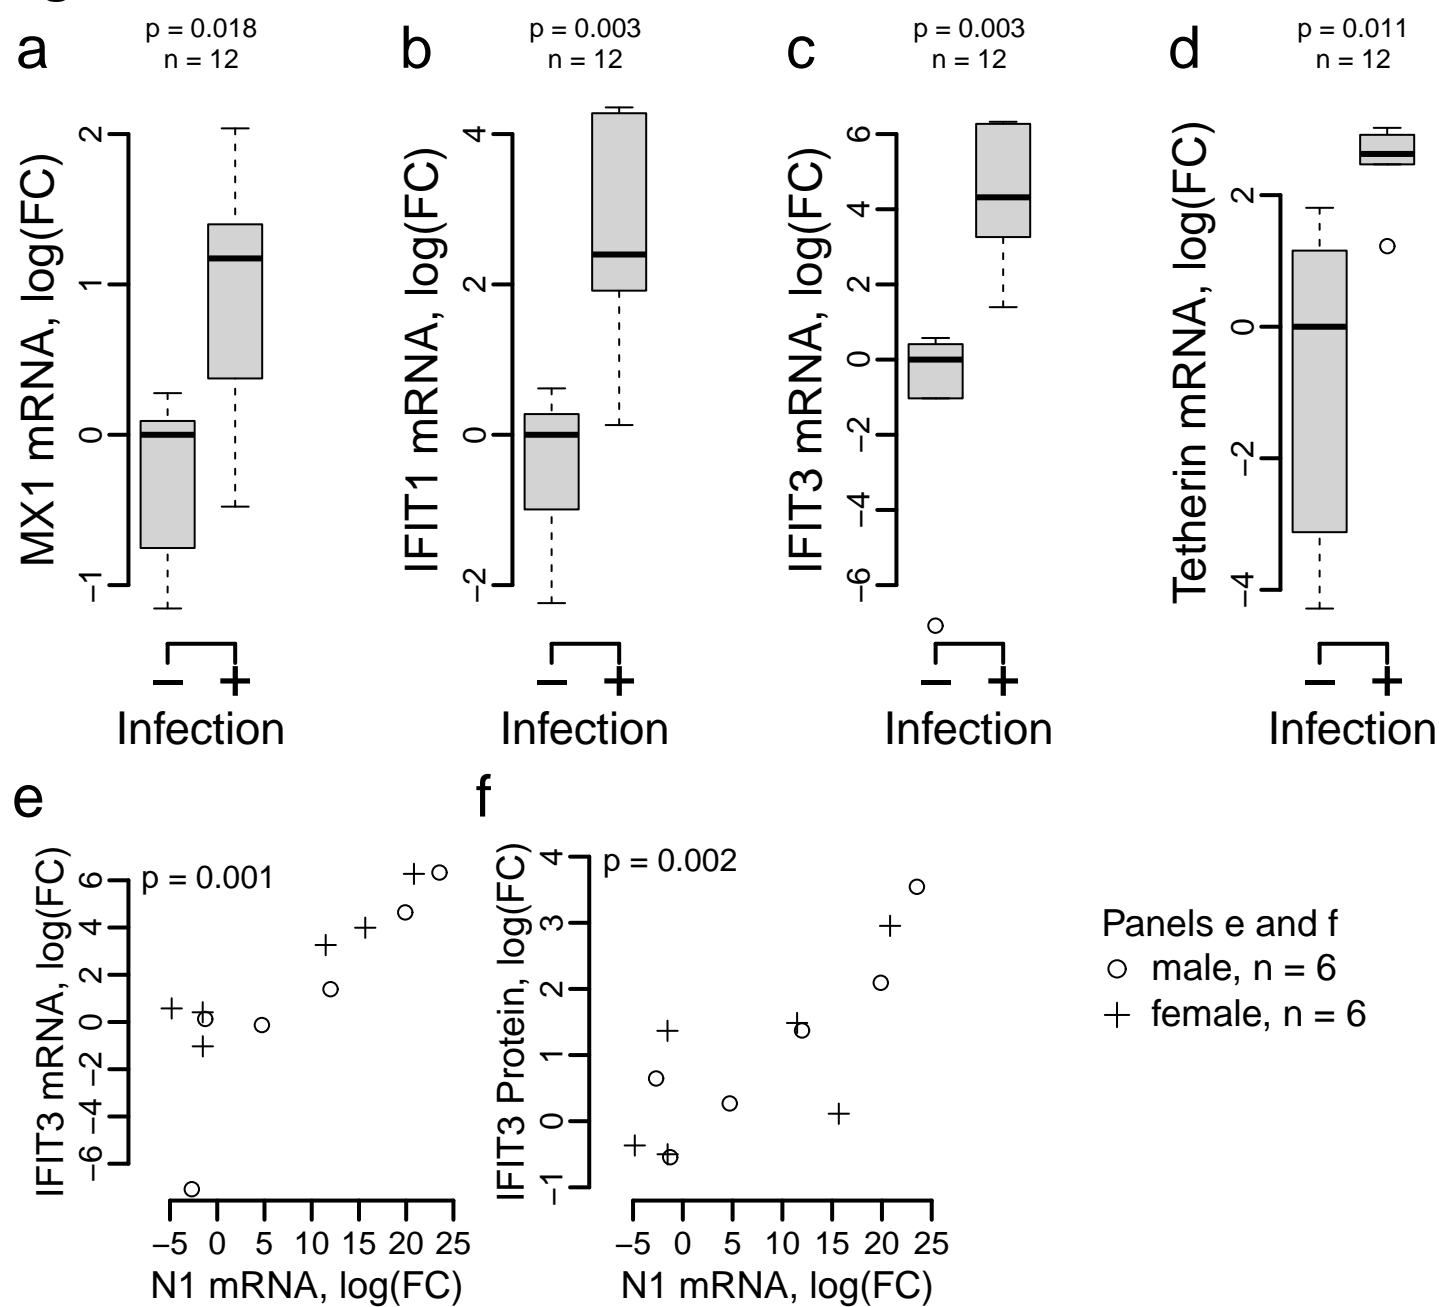 a
p = 0.018
n = 12
MX1 mRNA, log(FC)
2
1
0
−1
− +
Infection
b
p = 0.003
n = 12
IFIT1 mRNA, log(FC)
4
2
0
−2
− +
Infection
c
p = 0.003
n = 12
IFIT3 mRNA, log(FC)
6
4
2
0
−2
−4
−6
− +
Infection
d
p = 0.011
n = 12
Tetherin mRNA, log(FC)
2
0
−2
−4
− +
Infection
e
p = 0.001
IFIT3 mRNA, log(FC)
6
4
2
0
−2
−4
−6
−5 0 5 10 15 20 25
N1 mRNA, log(FC)
f
p = 0.002
IFIT3 Protein, log(FC)
4
3
2
1
0
−1
−5 0 5 10 15 20 25
N1 mRNA, log(FC)
Panels e and f
male, n = 6
female, n = 6